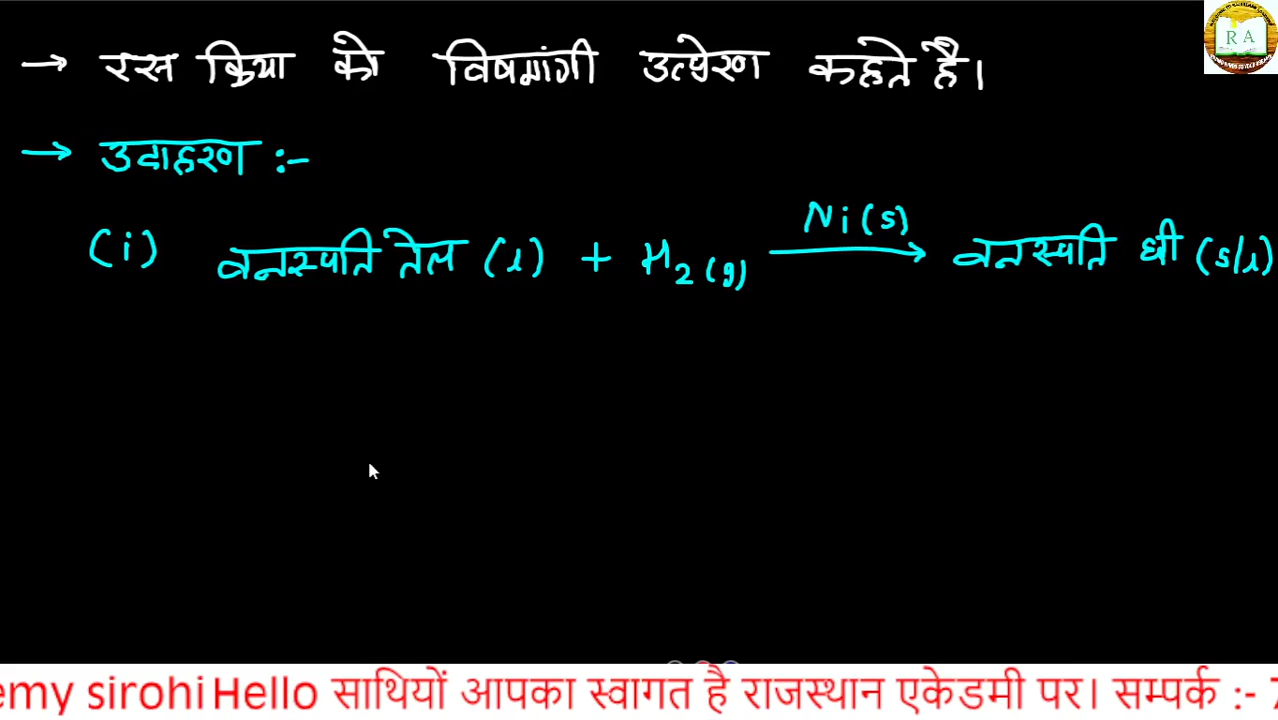 → रस क्रिया को विषमांगी उत्प्रेरण कहते है।
→ उदाहरण :-
(i) वनस्पति तेल (l) + H₂(g) Ni(s) → वनस्पति घी (s/l)
RA
emy sirohi Hello साथियों आपका स्वागत है राजस्थान एकेडमी पर। सम्पर्क :- 7